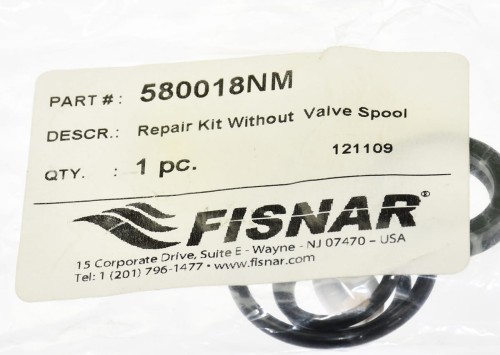 PART #: 580018NM
DESCR.: Repair Kit Without Valve Spool
QTY. : 1 pc. 121109
FISNAR®
15 Corporate Drive, Suite E - Wayne - NJ 07470 – USA
Tel: 1 (201) 796-1477 • www.fisnar.com